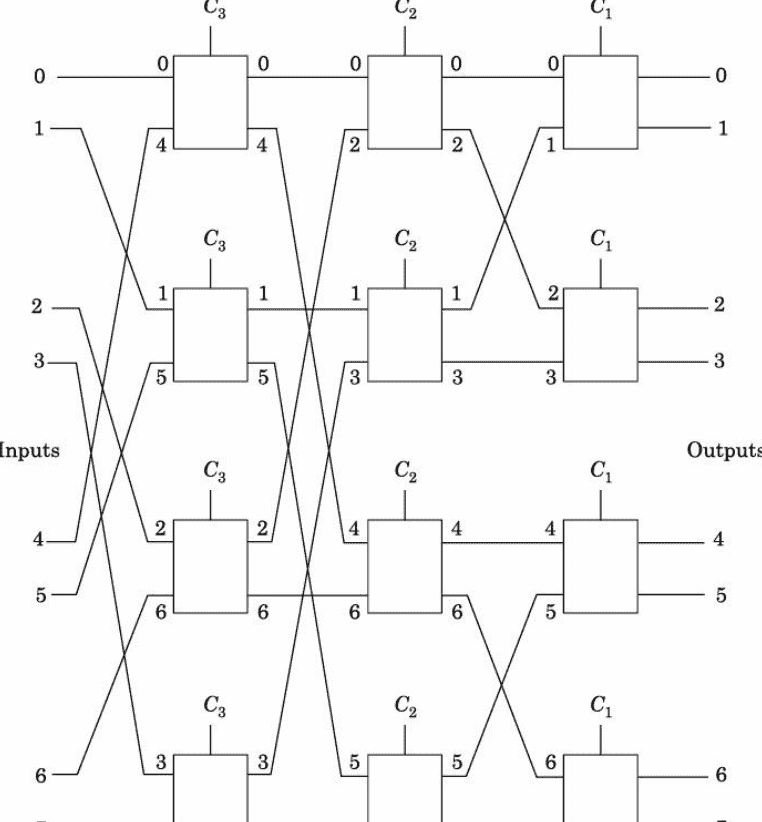 C3 C2 C1
0 0 0 0 0 0 0
1 4 4 2 2 1 1
C3 C2 C1
2 1 1 1 1 2 2
3 5 5 3 3 3 3
Inputs Outputs
C3 C2 C1
4 2 2 4 4 4 4
5 6 6 6 6 5 5
C3 C2 C1
6 3 3 5 5 6 6